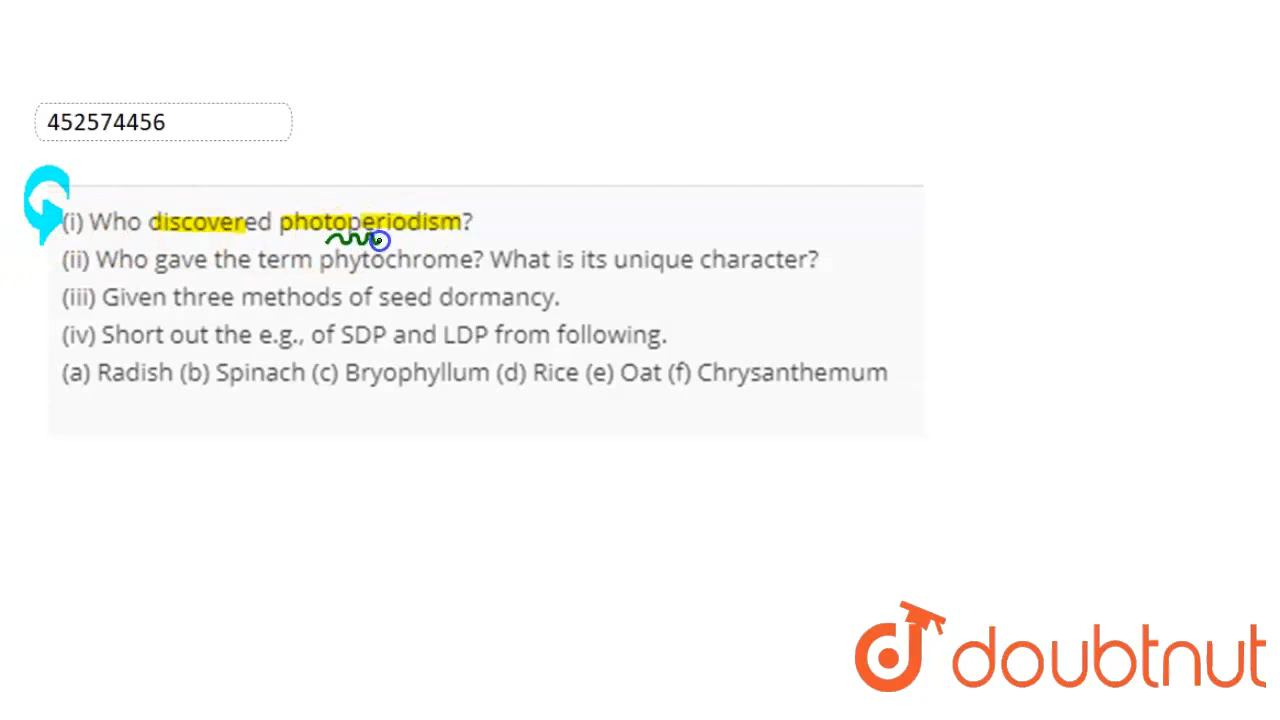 452574456
(i) Who discovered photoperiodism?
(ii) Who gave the term phytochrome? What is its unique character?
(iii) Given three methods of seed dormancy.
(iv) Short out the e.g., of SDP and LDP from following.
(a) Radish (b) Spinach (c) Bryophyllum (d) Rice (e) Oat (f) Chrysanthemum
doubtnut